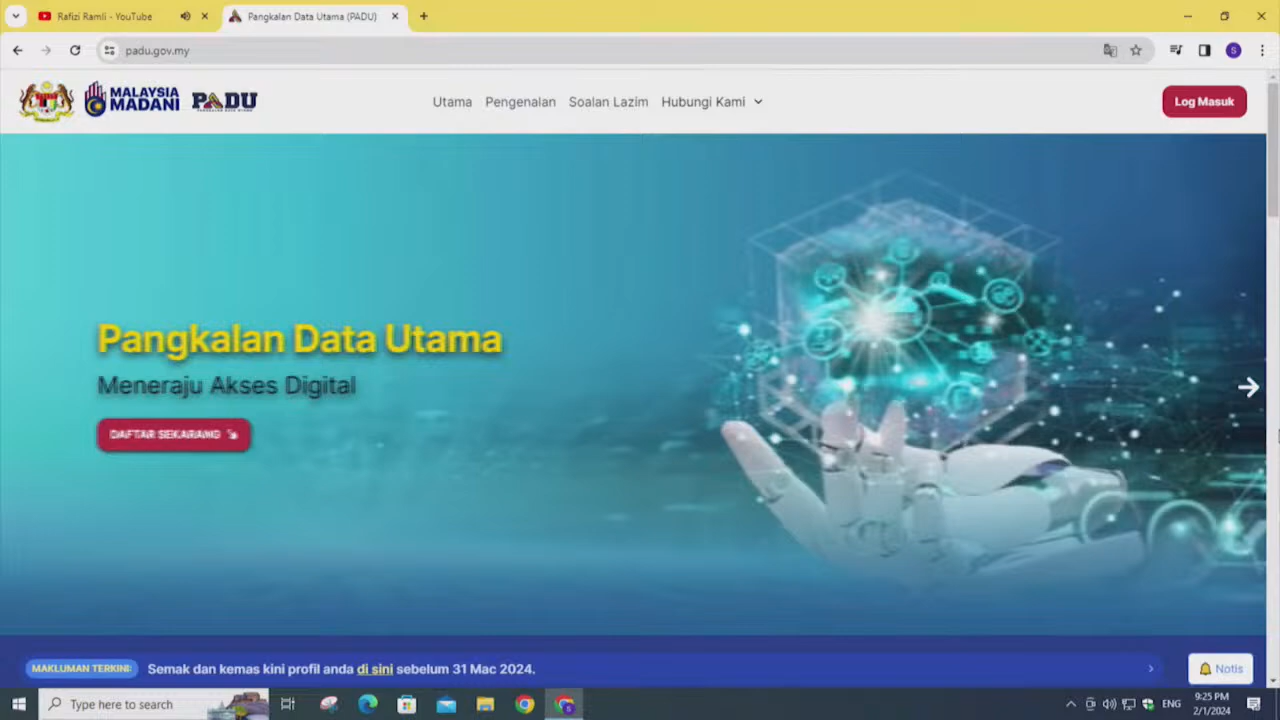 Rafizi Ramli - YouTube
Pangkalan Data Utama (PADU)
padu.gov.my
S
MALAYSIA
MADANI
PADU
Utama
Pengenalan
Soalan Lazim
Hubungi Kami
Log Masuk
Pangkalan Data Utama
Meneraju Akses Digital
DAFTAR SEKARANG
MAKLUMAN TERKINI:
Semak dan kemas kini profil anda di sini sebelum 31 Mac 2024.
Notis
Type here to search
ENG
9:25 PM
2/1/2024